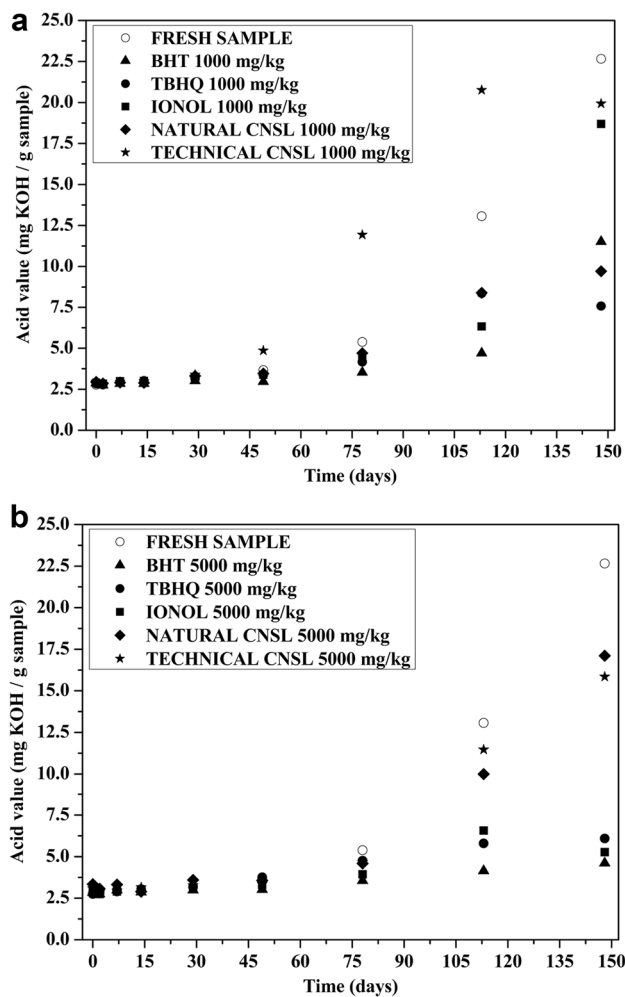 a
25.0
22.5
20.0
17.5
15.0
12.5
10.0
7.5
5.0
2.5
0.0
Acid value (mg KOH / g sample)
FRESH SAMPLE
BHT 1000 mg/kg
TBHQ 1000 mg/kg
IONOL 1000 mg/kg
NATURAL CNSL 1000 mg/kg
TECHNICAL CNSL 1000 mg/kg
0 15 30 45 60 75 90 105 120 135 150
Time (days)
b
25.0
22.5
20.0
17.5
15.0
12.5
10.0
7.5
5.0
2.5
0.0
Acid value (mg KOH / g sample)
FRESH SAMPLE
BHT 5000 mg/kg
TBHQ 5000 mg/kg
IONOL 5000 mg/kg
NATURAL CNSL 5000 mg/kg
TECHNICAL CNSL 5000 mg/kg
0 15 30 45 60 75 90 105 120 135 150
Time (days)